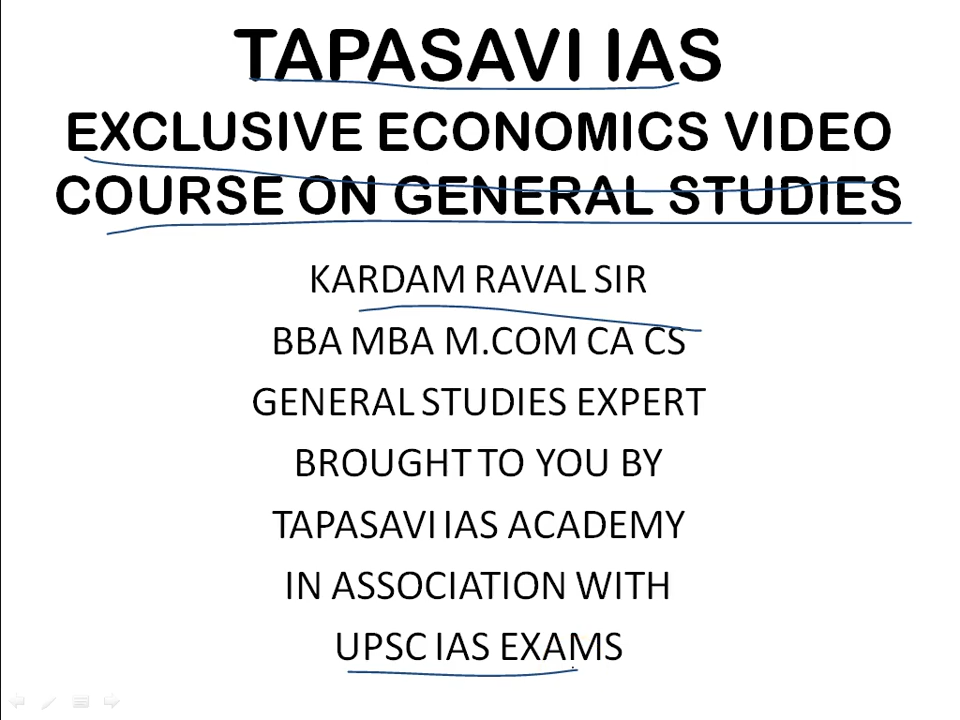 TAPASAVI IAS
EXCLUSIVE ECONOMICS VIDEO
COURSE ON GENERAL STUDIES
KARDAM RAVAL SIR
BBA MBA M.COM CA CS
GENERAL STUDIES EXPERT
BROUGHT TO YOU BY
TAPASAVI IAS ACADEMY
IN ASSOCIATION WITH
UPSC IAS EXAMS